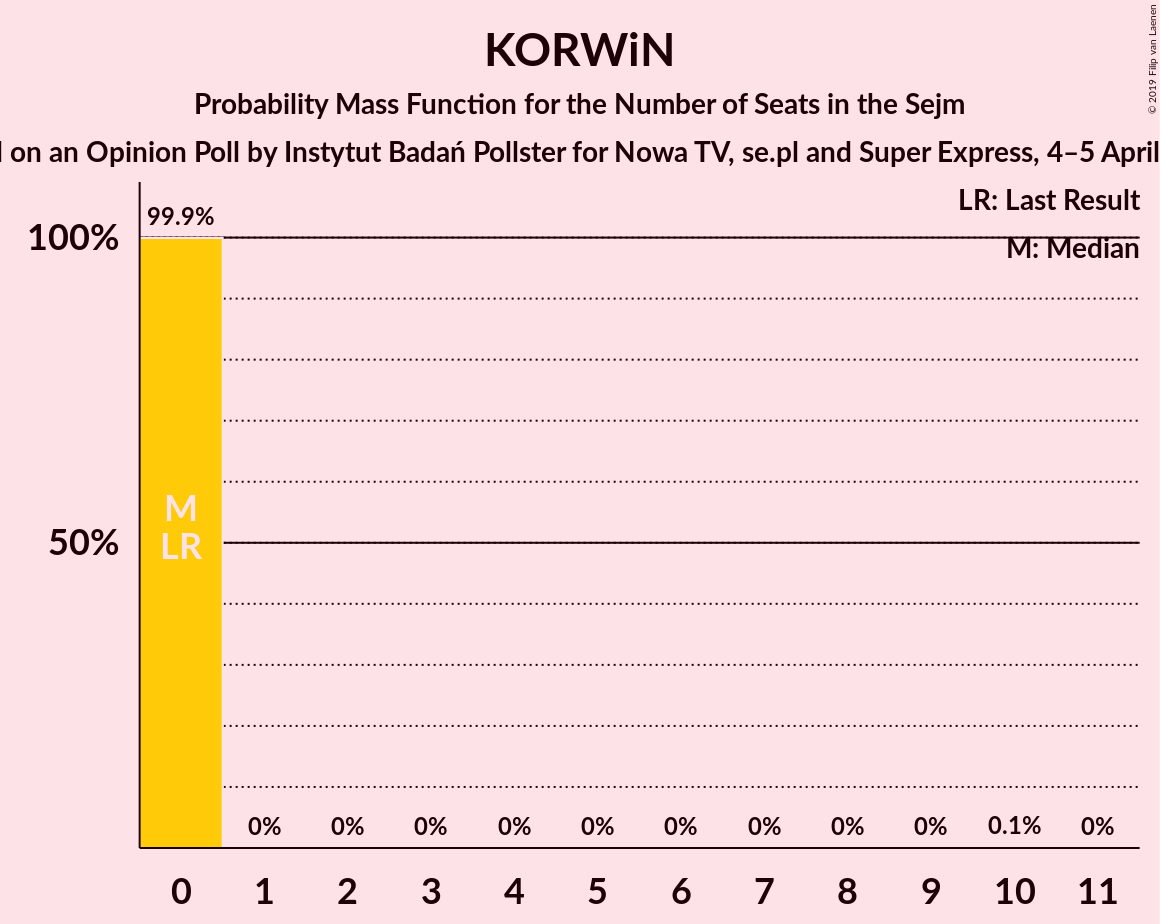 KORWiN
Probability Mass Function for the Number of Seats in the Sejm
on an Opinion Poll by Instytut Badań Pollster for Nowa TV, se.pl and Super Express, 4–5 April
© 2019 Filip van Laenen
LR: Last Result
M: Median
99.9%
100%
50%
M
LR
0% 0% 0% 0% 0% 0% 0% 0% 0% 0.1% 0%
0 1 2 3 4 5 6 7 8 9 10 11